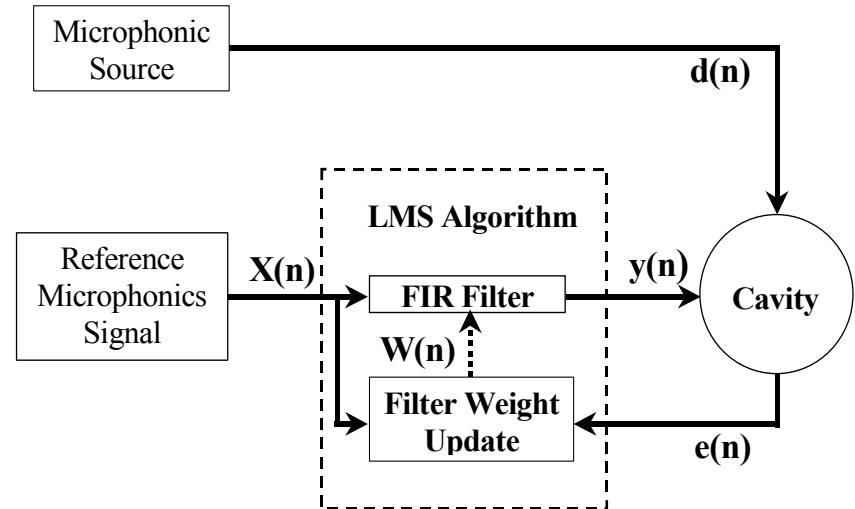 Microphonic
Source
d(n)
LMS Algorithm
Reference
Microphonics
Signal
X(n)
FIR Filter
y(n)
Cavity
W(n)
Filter Weight
Update
e(n)